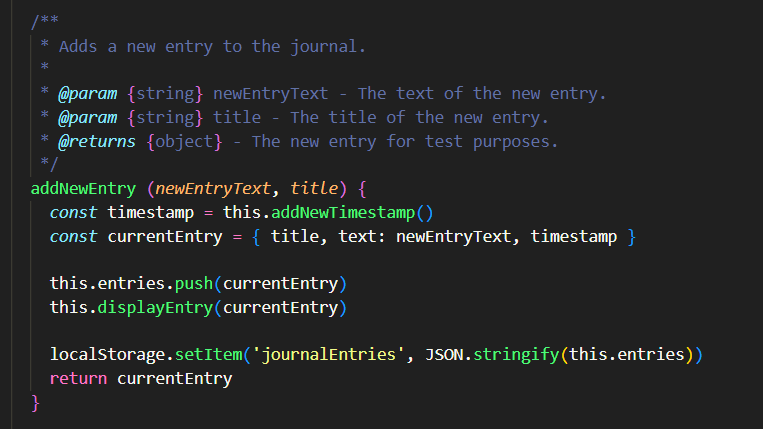 /**
 * Adds a new entry to the journal.
 *
 * @param {string} newEntryText - The text of the new entry.
 * @param {string} title - The title of the new entry.
 * @returns {object} - The new entry for test purposes.
 */
addNewEntry (newEntryText, title) {
  const timestamp = this.addNewTimestamp()
  const currentEntry = { title, text: newEntryText, timestamp }

  this.entries.push(currentEntry)
  this.displayEntry(currentEntry)

  localStorage.setItem('journalEntries', JSON.stringify(this.entries))
  return currentEntry
}